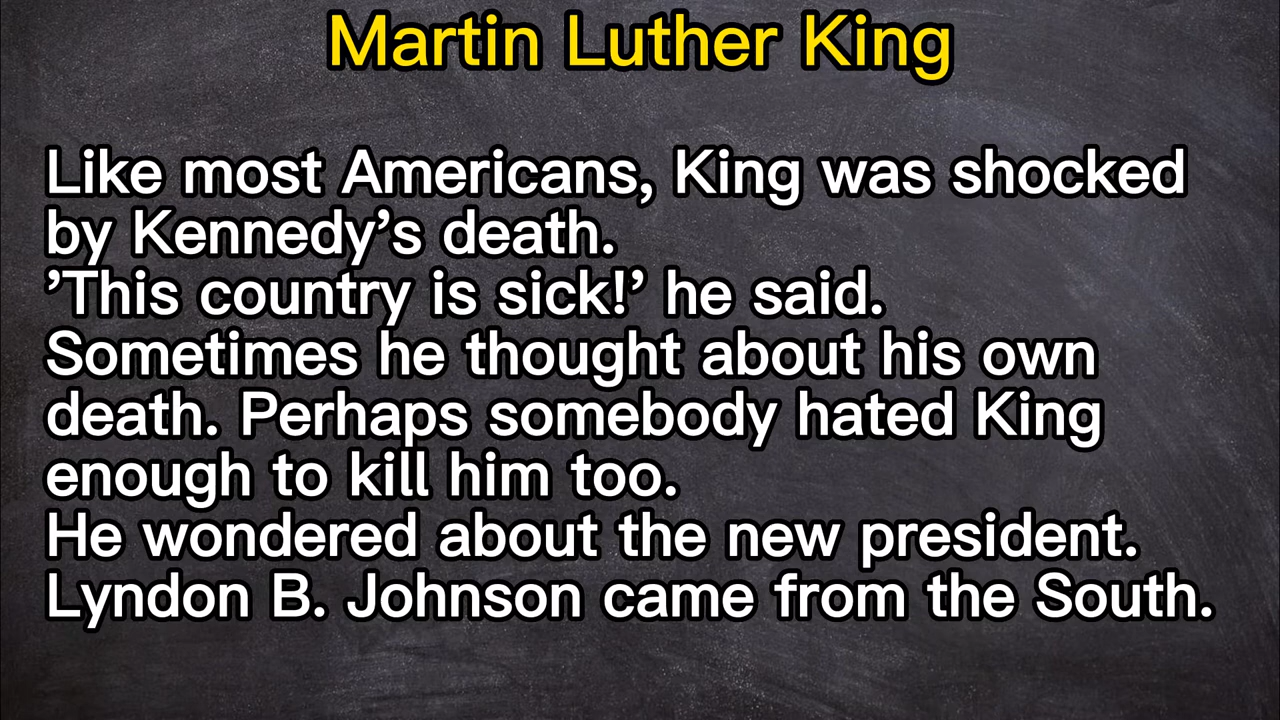 Martin Luther King
Like most Americans, King was shocked
by Kennedy’s death.
’This country is sick!’ he said.
Sometimes he thought about his own
death. Perhaps somebody hated King
enough to kill him too.
He wondered about the new president.
Lyndon B. Johnson came from the South.